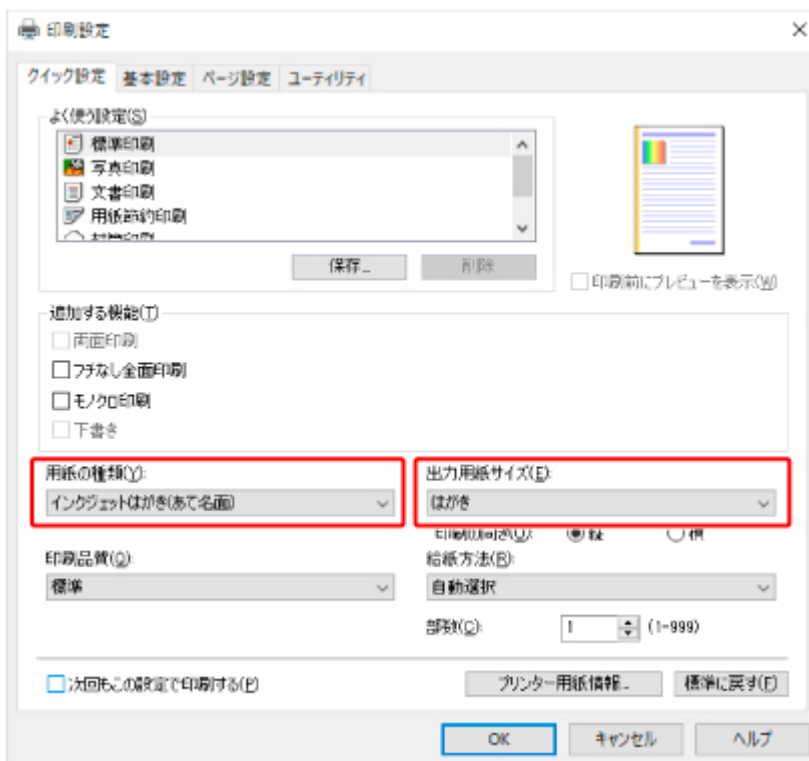 印刷設定
クイック設定 基本設定 ページ設定 ユーティリティ
よく使う設定(S)
標準印刷
写真印刷
文書印刷
用紙節約印刷
保存...
削除
印刷前にプレビューを表示(W)
追加する機能(T)
両面印刷
フチなし全面印刷
モノクロ印刷
下書き
用紙の種類(Y):
インクジェットはがき(あて名面)
出力用紙サイズ(E):
はがき
印刷の向き(U): 縦 横
印刷品質(Q):
標準
給紙方法(R):
自動選択
部数(C): 1 (1-999)
次回もこの設定で印刷する(P)
プリンター用紙情報...
標準に戻す(F)
OK キャンセル ヘルプ